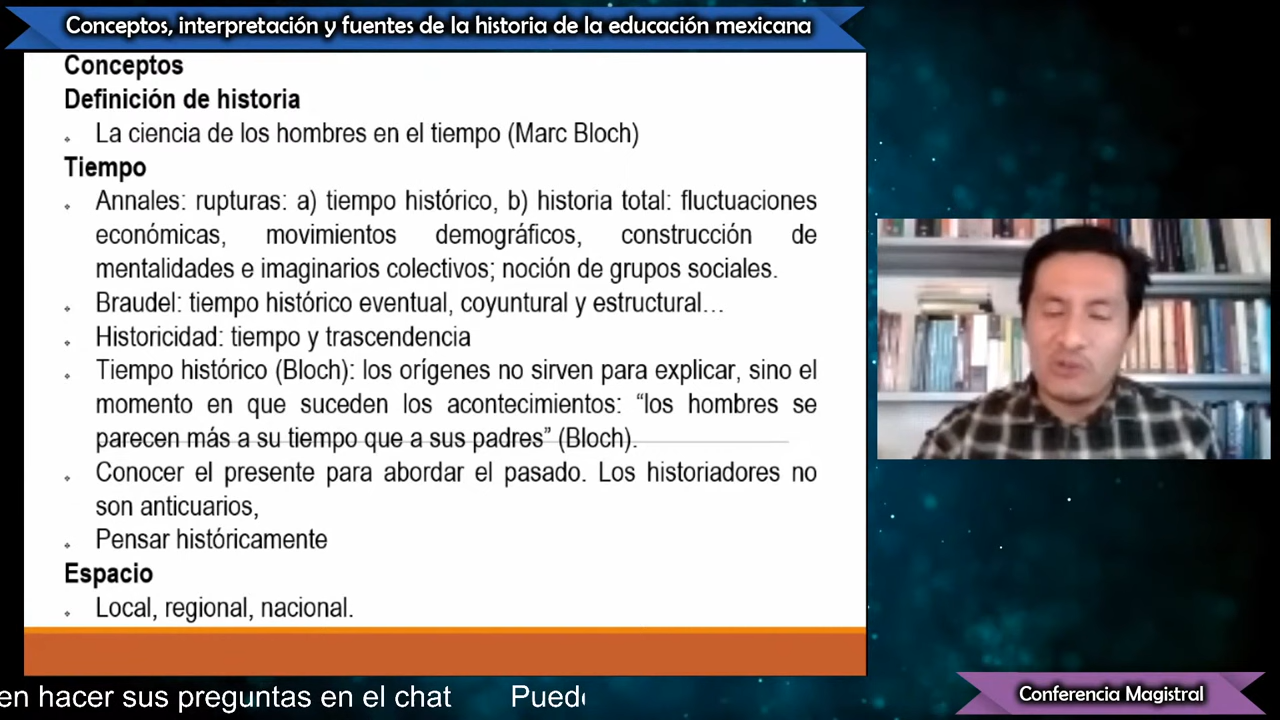 Conceptos, interpretación y fuentes de la historia de la educación mexicana
Conceptos
Definición de historia
La ciencia de los hombres en el tiempo (Marc Bloch)
Tiempo
Annales: rupturas: a) tiempo histórico, b) historia total: fluctuaciones
económicas, movimientos demográficos, construcción de
mentalidades e imaginarios colectivos; noción de grupos sociales.
Braudel: tiempo histórico eventual, coyuntural y estructural...
Historicidad: tiempo y trascendencia
Tiempo histórico (Bloch): los orígenes no sirven para explicar, sino el
momento en que suceden los acontecimientos: “los hombres se
parecen más a su tiempo que a sus padres” (Bloch).
Conocer el presente para abordar el pasado. Los historiadores no
son anticuarios,
Pensar históricamente
Espacio
Local, regional, nacional.
en hacer sus preguntas en el chat Pued
Conferencia Magistral